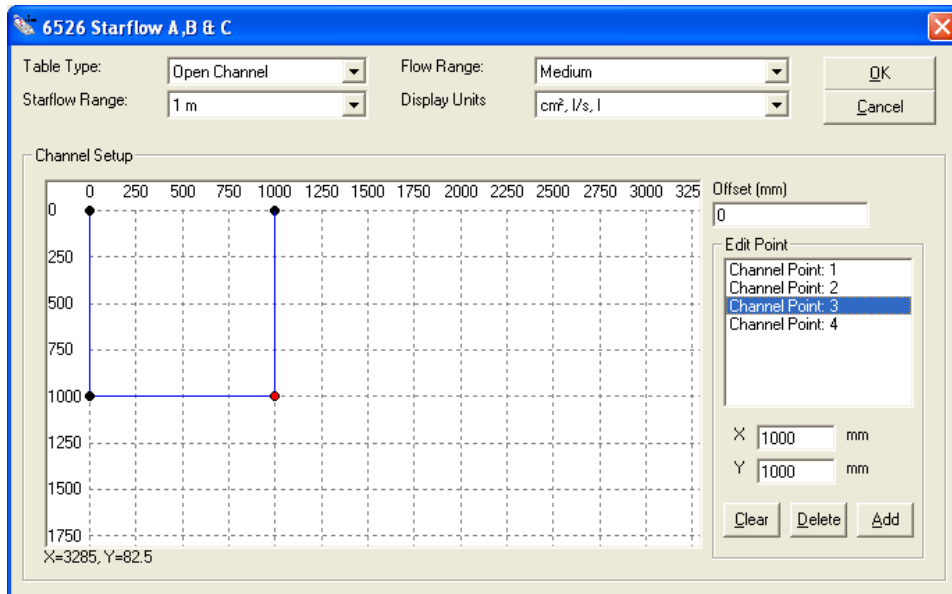 6526 Starflow A,B & C
Table Type: Open Channel Flow Range: Medium OK
Starflow Range: 1 m Display Units cm², l/s, l Cancel
Channel Setup
0 250 500 750 1000 1250 1500 1750 2000 2250 2500 2750 3000 325
0
250
500
750
1000
1250
1500
1750
X=3285, Y=82.5
Offset (mm)
0
Edit Point
Channel Point: 1
Channel Point: 2
Channel Point: 3
Channel Point: 4
X 1000 mm
Y 1000 mm
Clear Delete Add